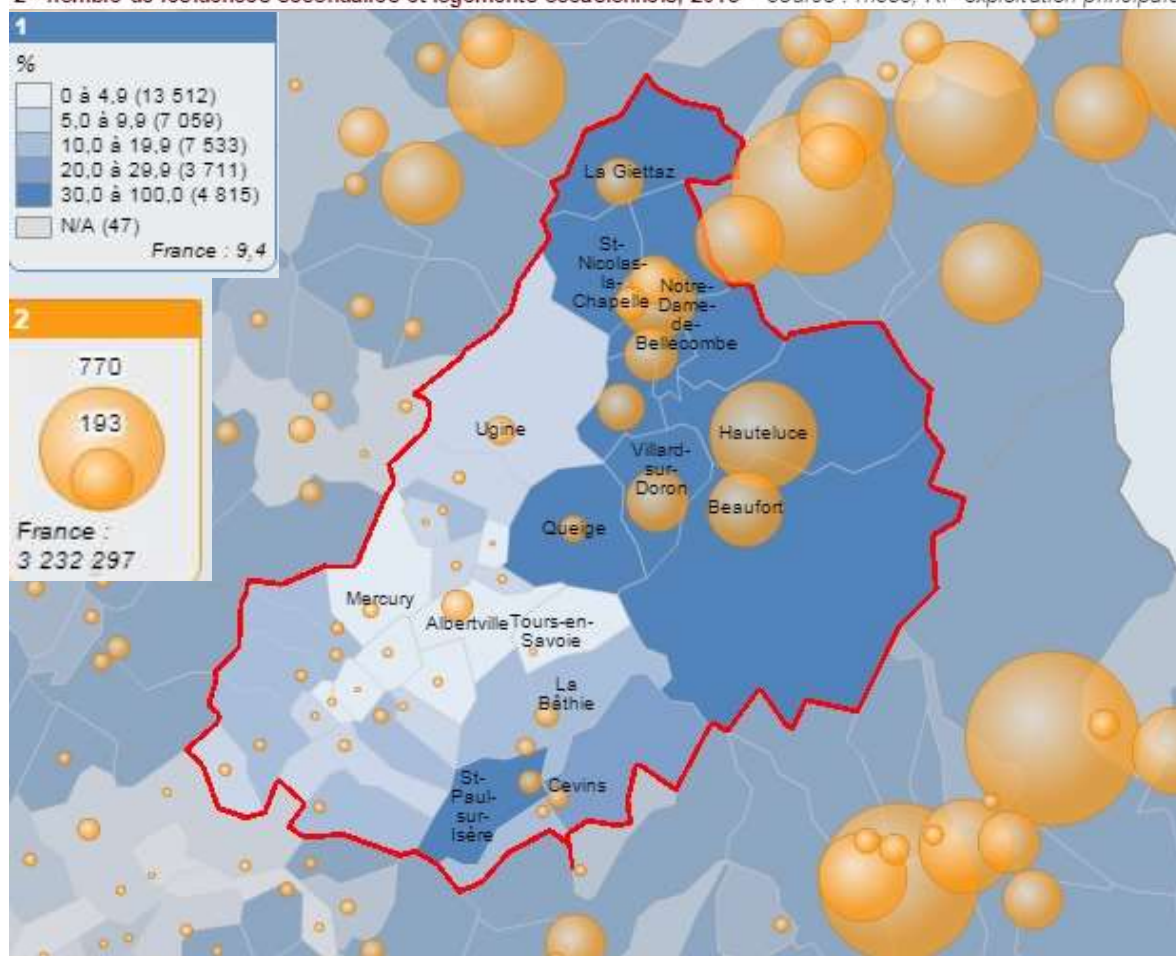 1
%
0 à 4,9 (13 512)
5,0 à 9,9 (7 059)
10,0 à 19,9 (7 533)
20,0 à 29,9 (3 711)
30,0 à 100,0 (4 815)
N/A (47)
France : 9,4
2
770
193
France :
3 232 297
La Giettaz
St-
Nicolas-
la-
Chapelle
Notre-
Dame-
de-
Bellecombe
Ugine
Hauteluce
Villard-
sur-
Doron
Beaufort
Queige
Mercury
Albertville
Tours-en-
Savoie
La
Bâthie
St-
Paul-
sur-
Isère
Cevins